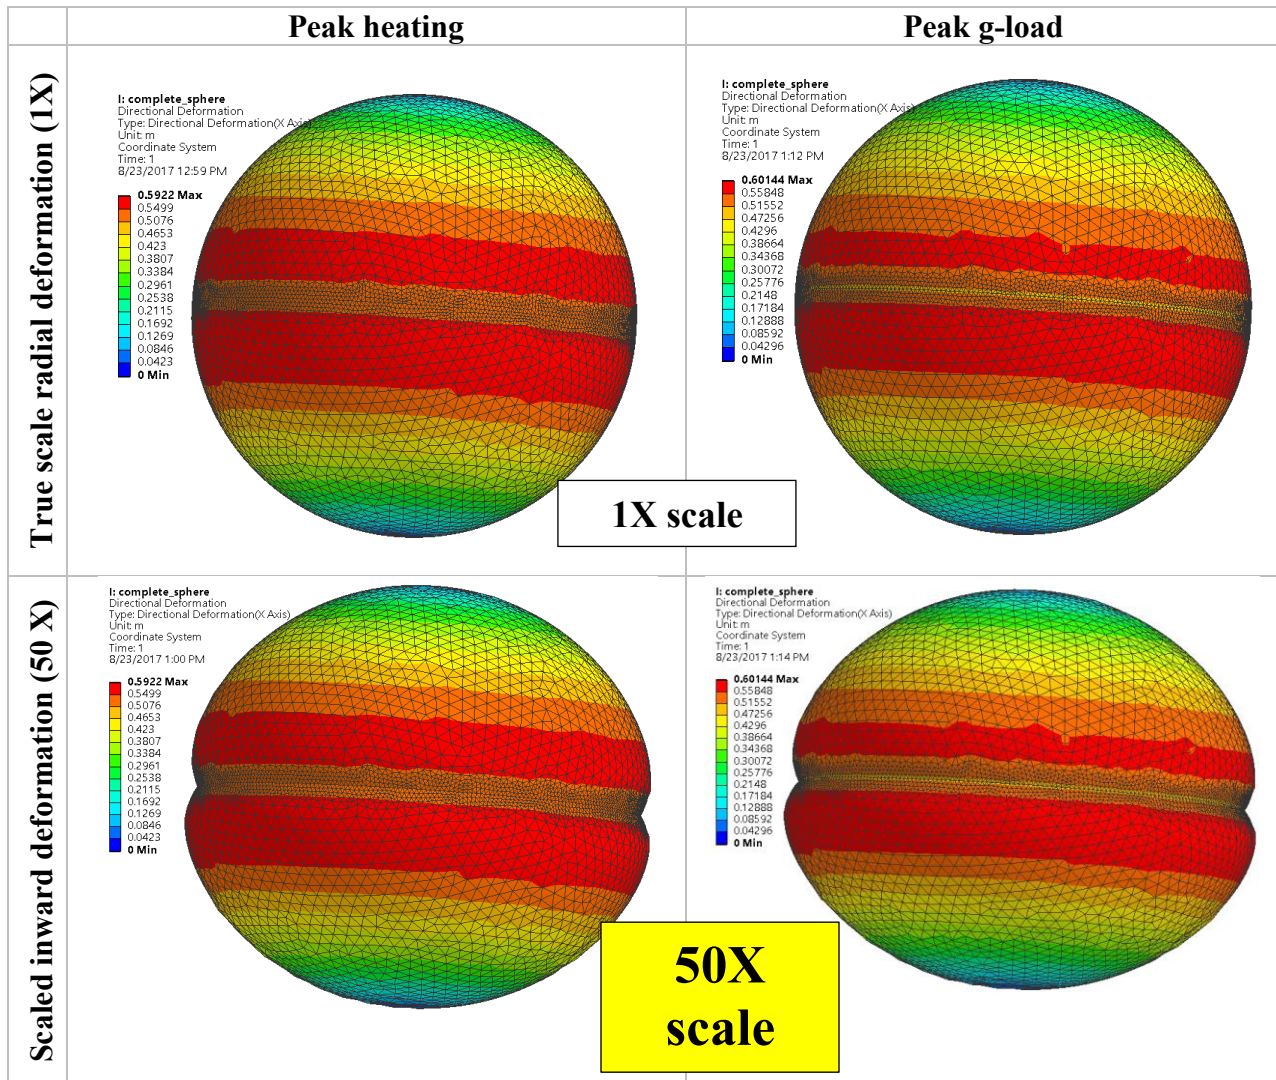 Peak heating
Peak g-load
True scale radial deformation (1X)
I: complete_sphere
Directional Deformation
Type: Directional Deformation(X Axis)
Unit: m
Coordinate System
Time: 1
8/23/2017 12:59 PM
0.5922 Max
0.5499
0.5076
0.4653
0.423
0.3807
0.3384
0.2961
0.2538
0.2115
0.1692
0.1269
0.0846
0.0423
0 Min
I: complete_sphere
Directional Deformation
Type: Directional Deformation(X Axis)
Unit: m
Coordinate System
Time: 1
8/23/2017 1:12 PM
0.60144 Max
0.55848
0.51552
0.47256
0.4296
0.38664
0.34368
0.30072
0.25776
0.2148
0.17184
0.12888
0.08592
0.04296
0 Min
1X scale
Scaled inward deformation (50 X)
I: complete_sphere
Directional Deformation
Type: Directional Deformation(X Axis)
Unit: m
Coordinate System
Time: 1
8/23/2017 1:00 PM
0.5922 Max
0.5499
0.5076
0.4653
0.423
0.3807
0.3384
0.2961
0.2538
0.2115
0.1692
0.1269
0.0846
0.0423
0 Min
I: complete_sphere
Directional Deformation
Type: Directional Deformation(X Axis)
Unit: m
Coordinate System
Time: 1
8/23/2017 1:14 PM
0.60144 Max
0.55848
0.51552
0.47256
0.4296
0.38664
0.34368
0.30072
0.25776
0.2148
0.17184
0.12888
0.08592
0.04296
0 Min
50X
scale